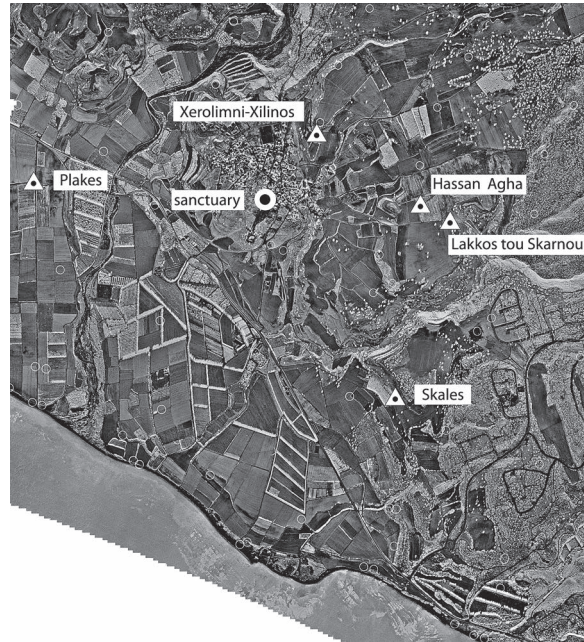 Xerolimni-Xilinos
Plakes
Hassan Agha
sanctuary
Lakkos tou Skarnou
Skales